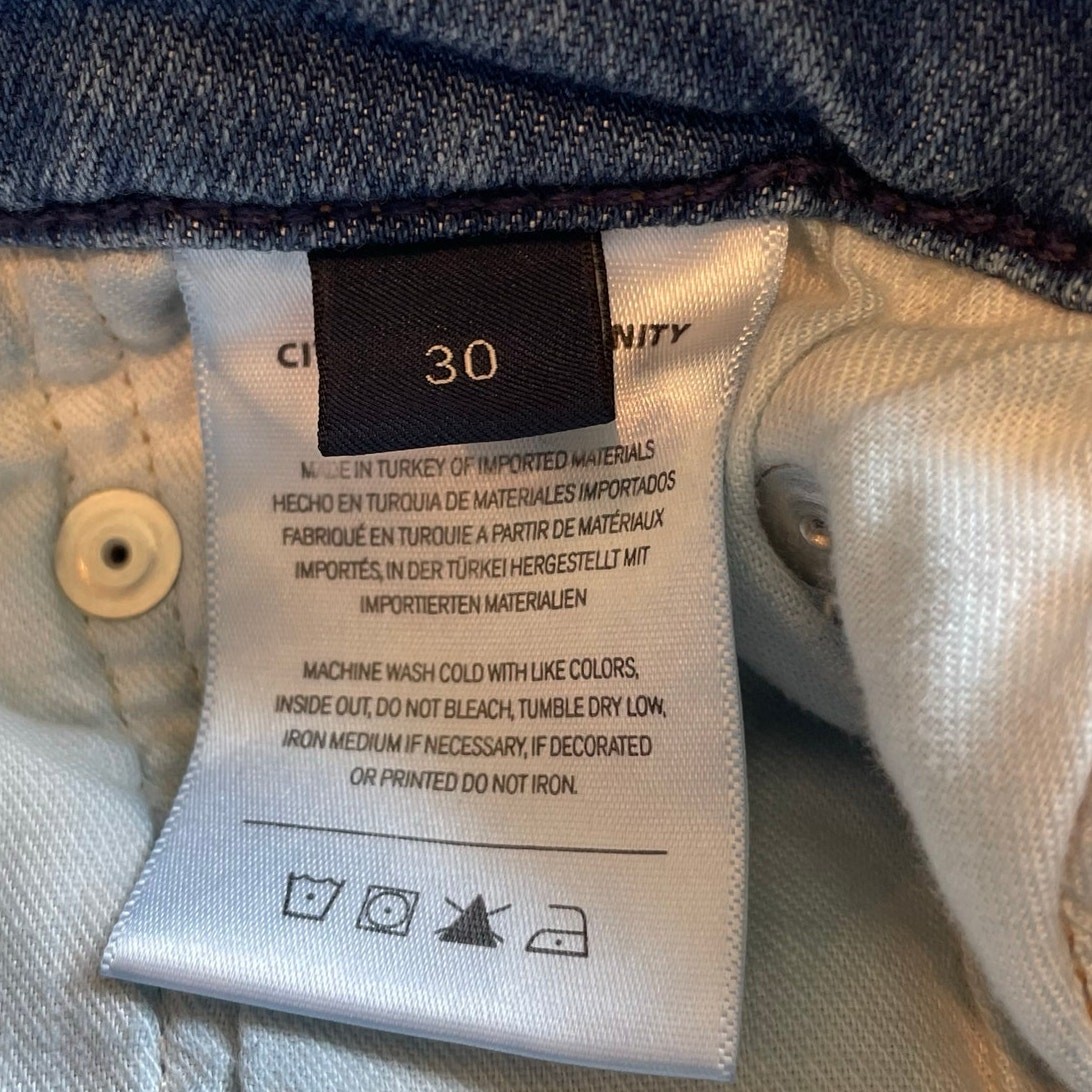 CI NITY
30
MADE IN TURKEY OF IMPORTED MATERIALS
HECHO EN TURQUIA DE MATERIALES IMPORTADOS
FABRIQUÉ EN TURQUIE A PARTIR DE MATÉRIAUX
IMPORTÉS, IN DER TÜRKEI HERGESTELLT MIT
IMPORTIERTEN MATERIALIEN
MACHINE WASH COLD WITH LIKE COLORS,
INSIDE OUT, DO NOT BLEACH, TUMBLE DRY LOW,
IRON MEDIUM IF NECESSARY, IF DECORATED
OR PRINTED DO NOT IRON.